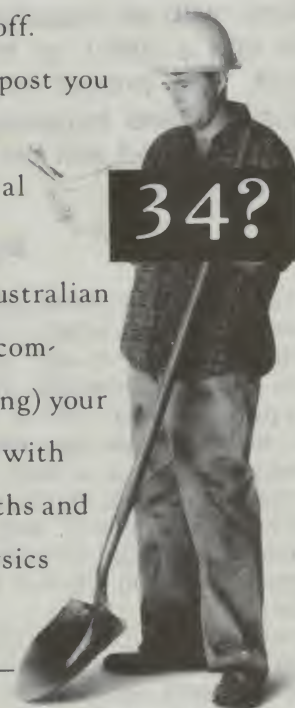 off.
post you
al
34?
ustralian
com-
ng) your
with
ths and
sics